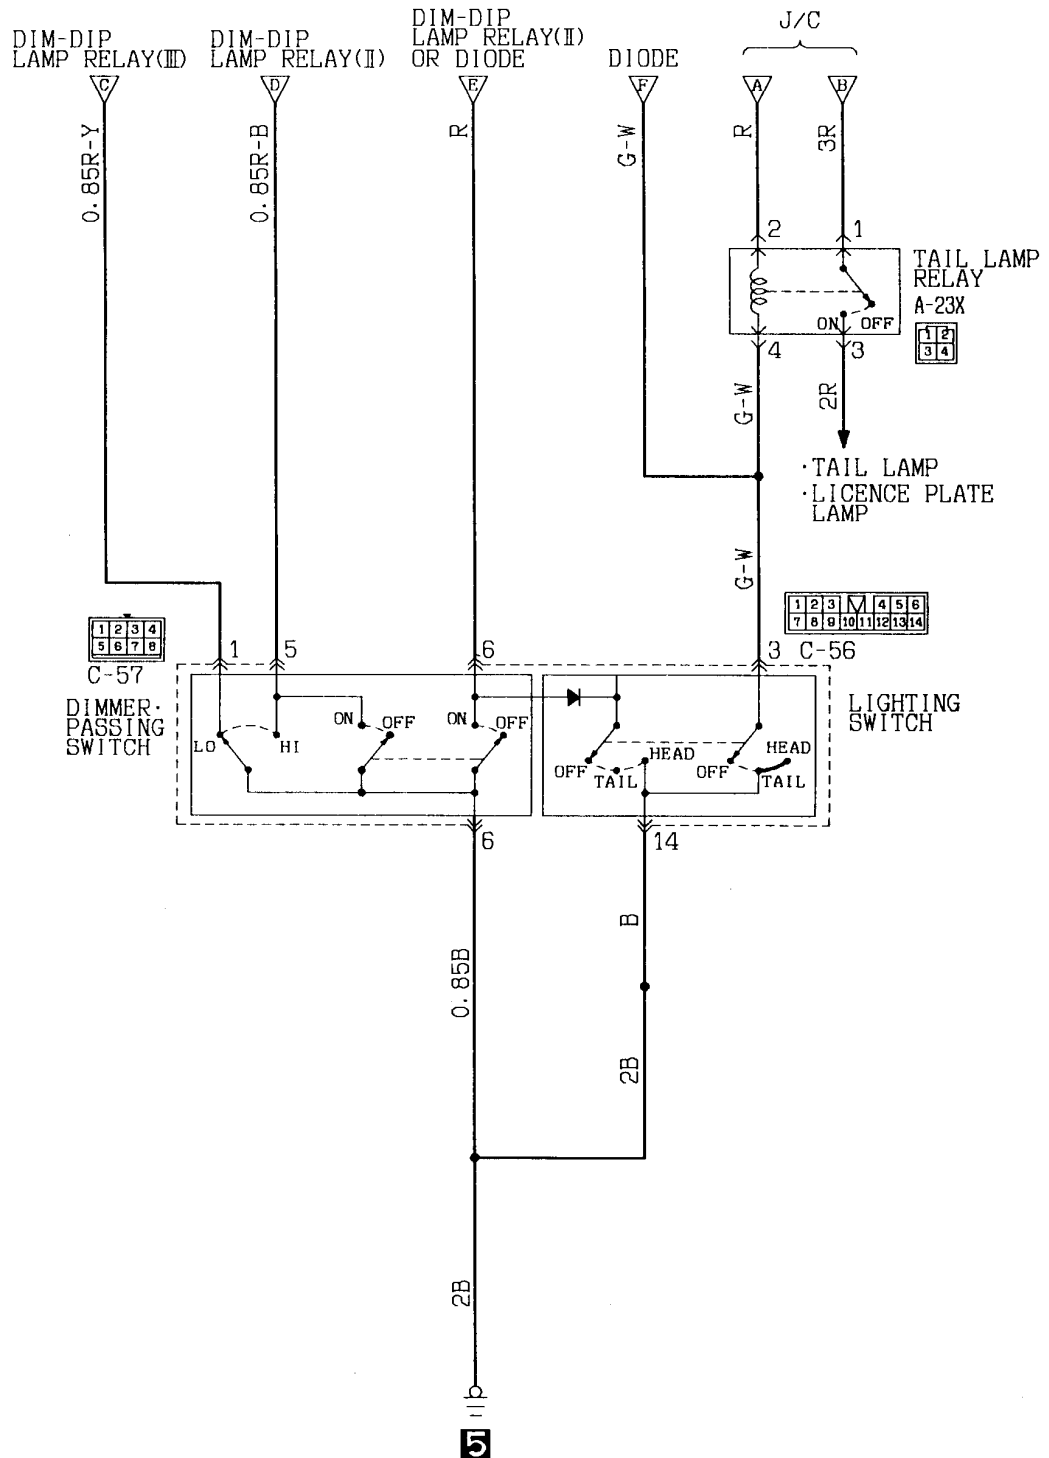 J/C
DIM-DIP
LAMP RELAY(Ⅲ)
DIM-DIP
LAMP RELAY(Ⅱ)
DIM-DIP
LAMP RELAY(Ⅱ)
OR DIODE
DIODE
C
D
E
F
A
B
0.85R-Y
0.85R-B
R
G-W
R
3R
2
1
TAIL LAMP
RELAY
A-23X
1 2
3 4
ON
OFF
4
3
G-W
2R
·TAIL LAMP
·LICENCE PLATE
LAMP
G-W
1 2 3 4
5 6 7 8
C-57
1
5
6
3
1 2 3 4 5 6
7 8 9 10 11 12 13 14
C-56
DIMMER·
PASSING
SWITCH
LO
HI
ON
OFF
ON
OFF
OFF
TAIL
HEAD
OFF
TAIL
HEAD
LIGHTING
SWITCH
6
14
0.85B
B
2B
2B
5